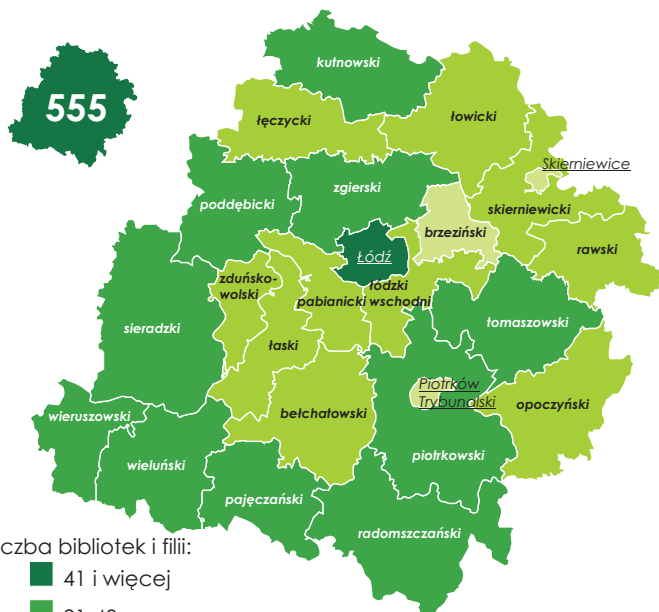 kutnowski
555
łęczycki
łowicki
Skierniewice
zgierski
poddębicki
skierniewicki
brzeziński
rawski
Łódź
zduńsko-
wolski
łódzki
pabianicki wschodni
sieradzki
tomaszowski
łaski
Piotrków
Trybunalski
opoczyński
bełchatowski
wieruszowski
piotrkowski
wieluński
pajęczański
radomszczański
czba bibliotek i filii:
41 i więcej